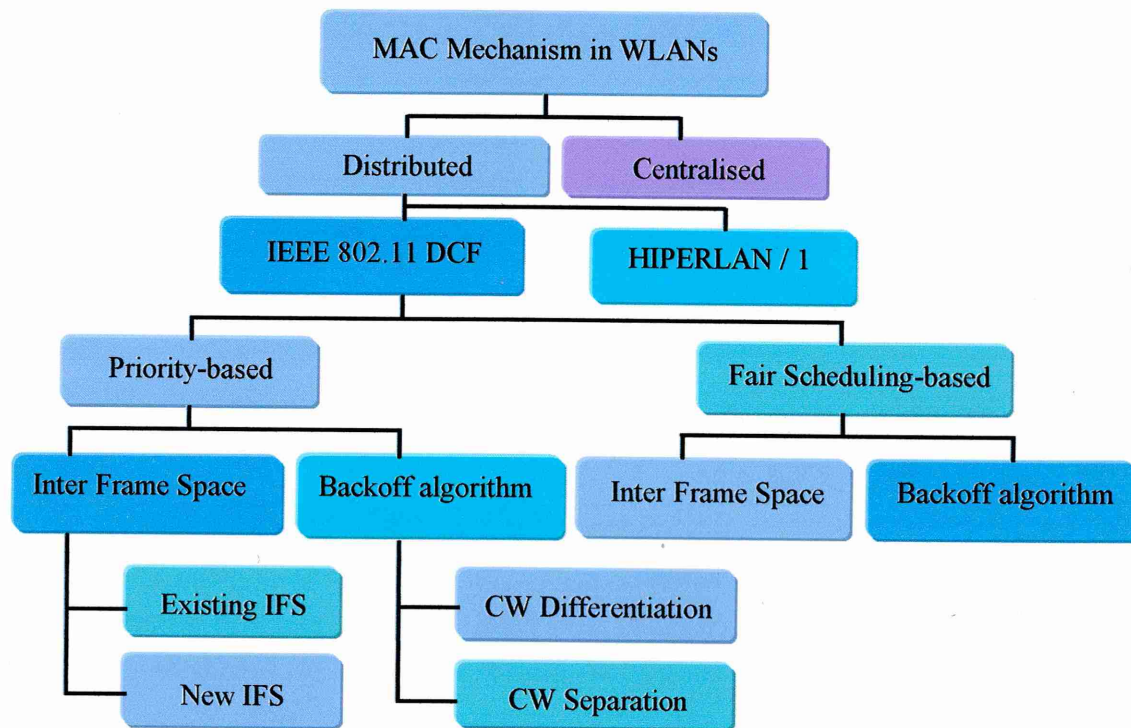 MAC Mechanism in WLANs
Distributed
Centralised
IEEE 802.11 DCF
HIPERLAN / 1
Priority-based
Fair Scheduling-based
Inter Frame Space
Backoff algorithm
Inter Frame Space
Backoff algorithm
Existing IFS
CW Differentiation
New IFS
CW Separation